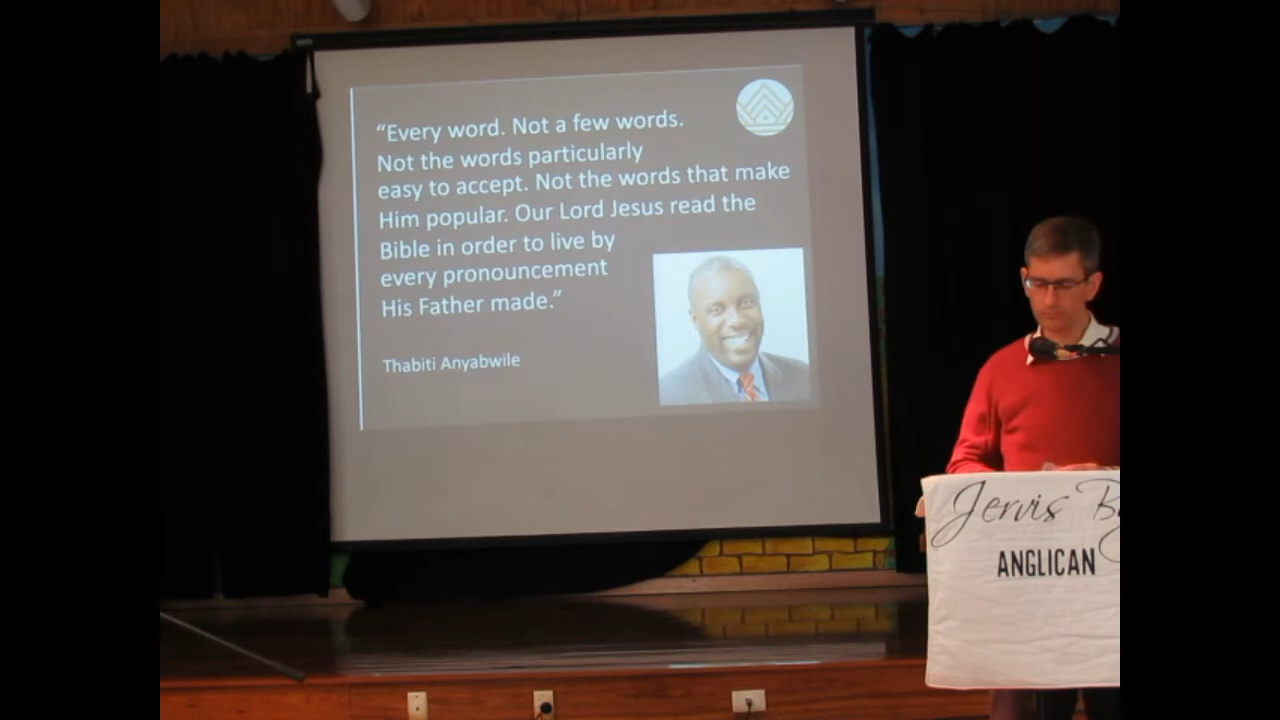 “Every word. Not a few words.
Not the words particularly
easy to accept. Not the words that make
Him popular. Our Lord Jesus read the
Bible in order to live by
every pronouncement
His Father made.”
Thabiti Anyabwile
Jervis B
ANGLICAN